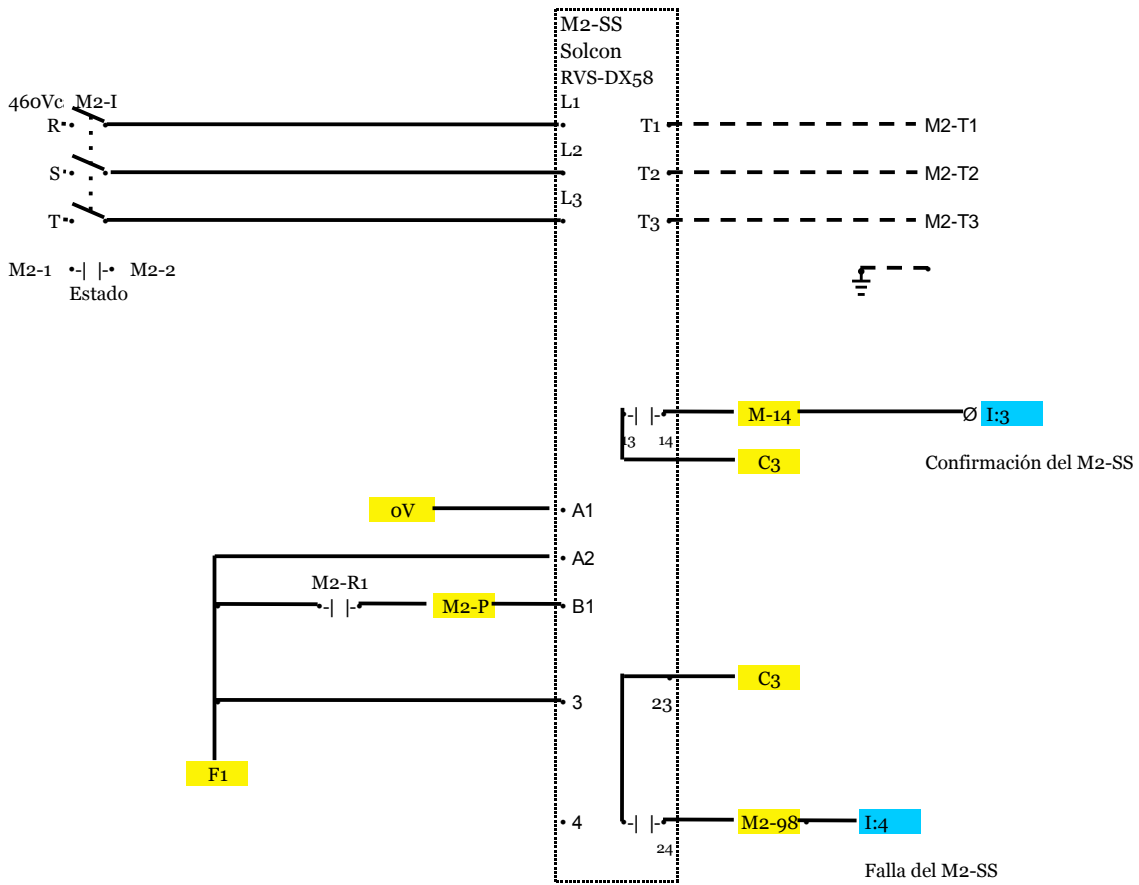 M2-SS
Solcon
RVS-DX58
460Vc M2-I
L1
R
T1
M2-T1
L2
S
T2
M2-T2
L3
T
T3
M2-T3
M2-1 M2-2
Estado
M-14
Ø I:3
13 14
C3
Confirmación del M2-SS
0V
A1
A2
M2-R1
M2-P
B1
C3
3
23
F1
4
M2-98
I:4
24
Falla del M2-SS